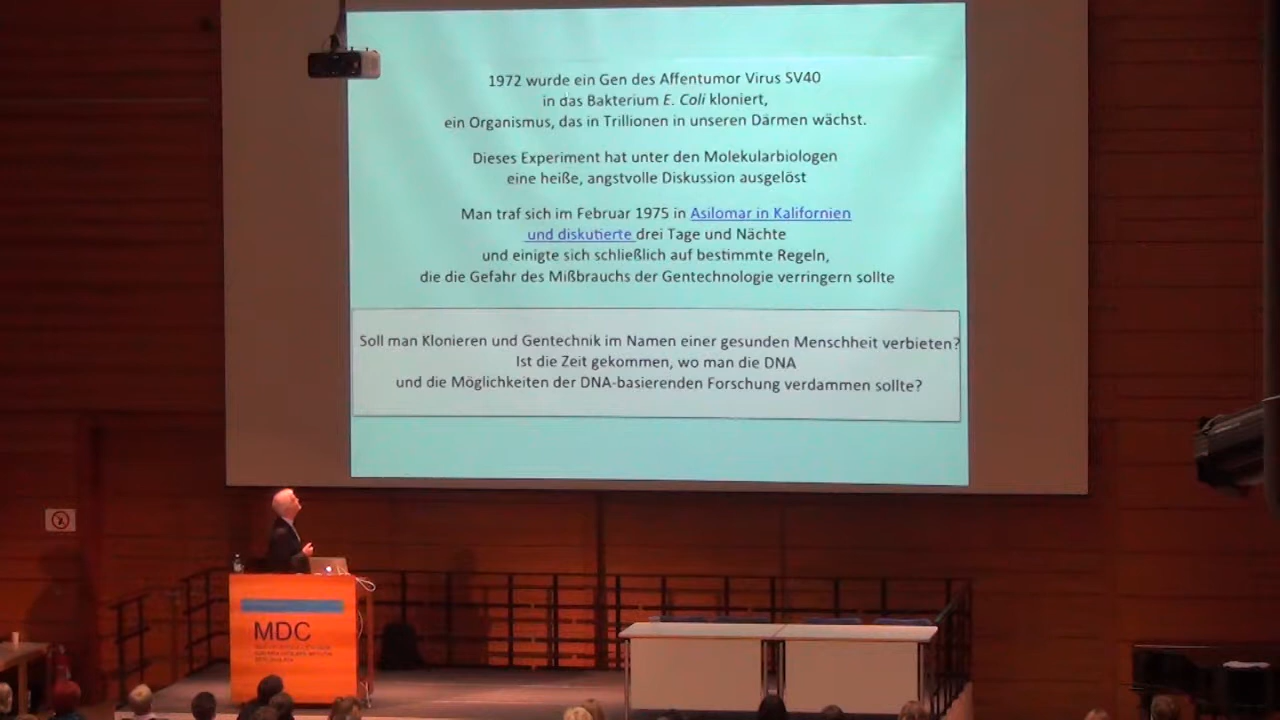 1972 wurde ein Gen des Affentumor Virus SV40
in das Bakterium E. Coli kloniert,
ein Organismus, das in Trillionen in unseren Därmen wächst.
Dieses Experiment hat unter den Molekularbiologen
eine heiße, angstvolle Diskussion ausgelöst
Man traf sich im Februar 1975 in Asilomar in Kalifornien
und diskutierte drei Tage und Nächte
und einigte sich schließlich auf bestimmte Regeln,
die die Gefahr des Mißbrauchs der Gentechnologie verringern sollte
Soll man Klonieren und Gentechnik im Namen einer gesunden Menschheit verbieten?
Ist die Zeit gekommen, wo man die DNA
und die Möglichkeiten der DNA-basierenden Forschung verdammen sollte?
MDC